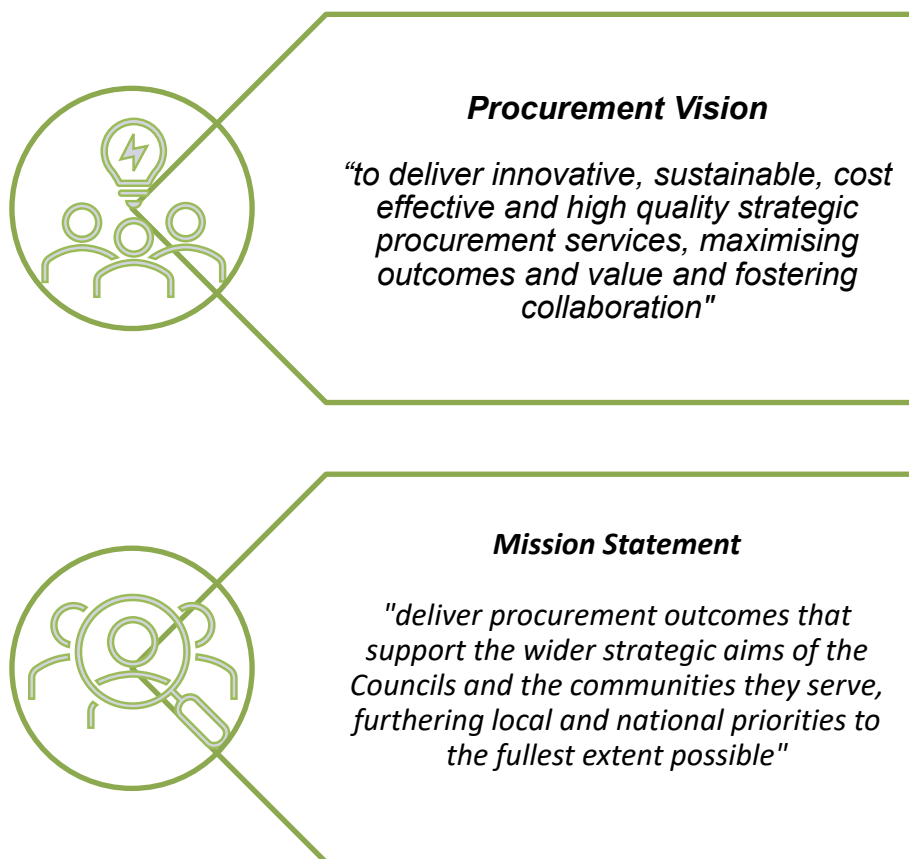 Procurement Vision
“to deliver innovative, sustainable, cost
effective and high quality strategic
procurement services, maximising
outcomes and value and fostering
collaboration"
Mission Statement
"deliver procurement outcomes that
support the wider strategic aims of the
Councils and the communities they serve,
furthering local and national priorities to
the fullest extent possible"